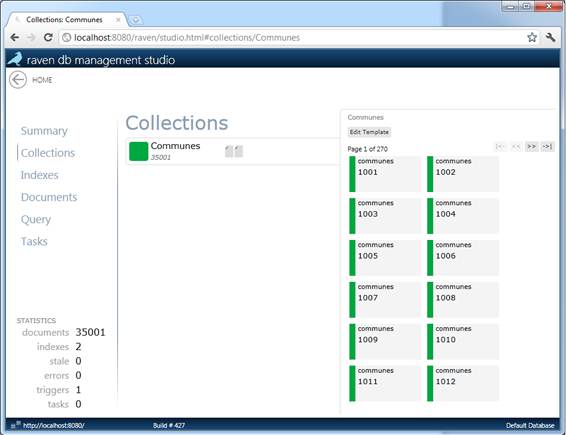 Collections: Communes
localhost:8080/raven/studio.html#collections/Communes
raven db management studio
HOME
Summary
Collections
Indexes
Documents
Query
Tasks
STATISTICS
documents 35001
indexes 2
stale 0
errors 0
triggers 1
tasks 0
Collections
Communes
35001
Communes
Edit Template
Page 1 of 270
|<- << >> ->|
communes communes
1001 1002
communes communes
1003 1004
communes communes
1005 1006
communes communes
1007 1008
communes communes
1009 1010
communes communes
1011 1012
http://localhost:8080/ Build # 427 Default Database